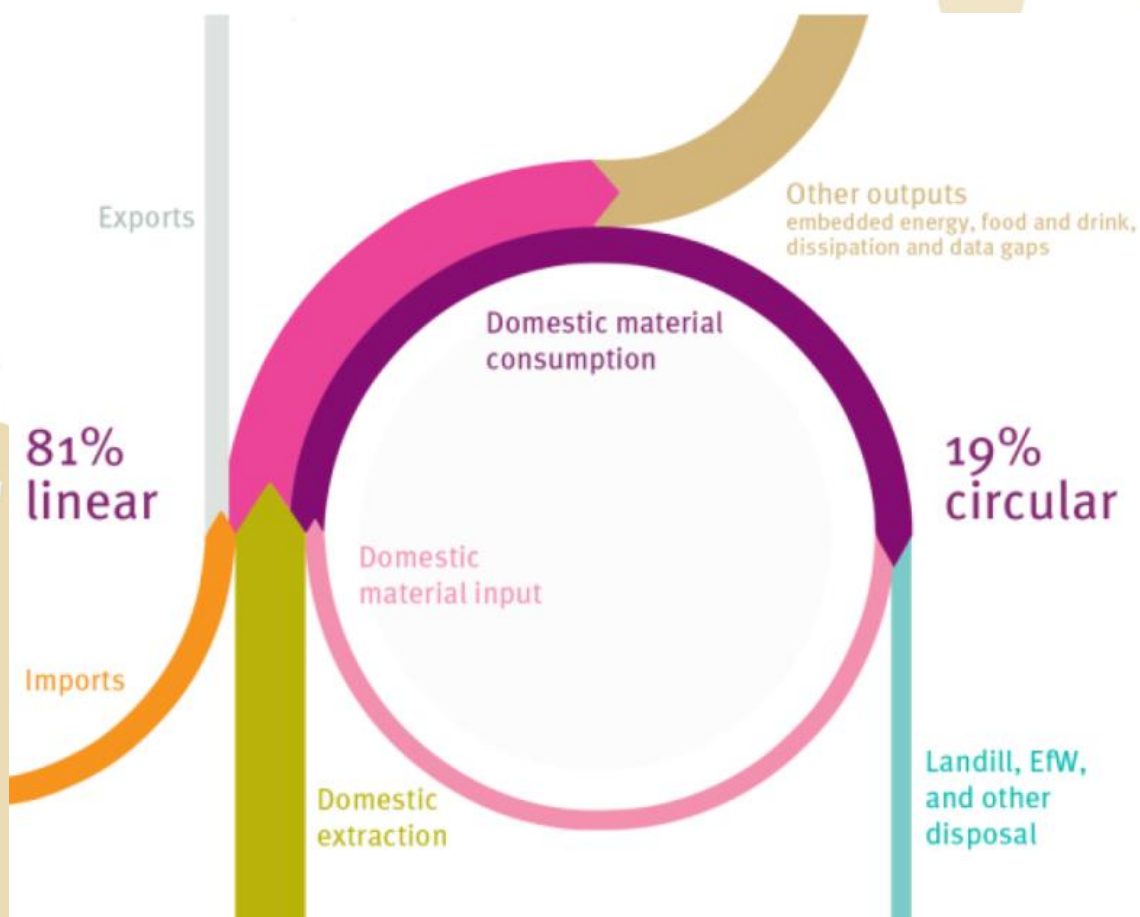 Exports
Other outputs
embedded energy, food and drink,
dissipation and data gaps
Domestic material
consumption
81%
linear
19%
circular
Domestic
material input
Imports
Domestic
extraction
Landill, EfW,
and other
disposal